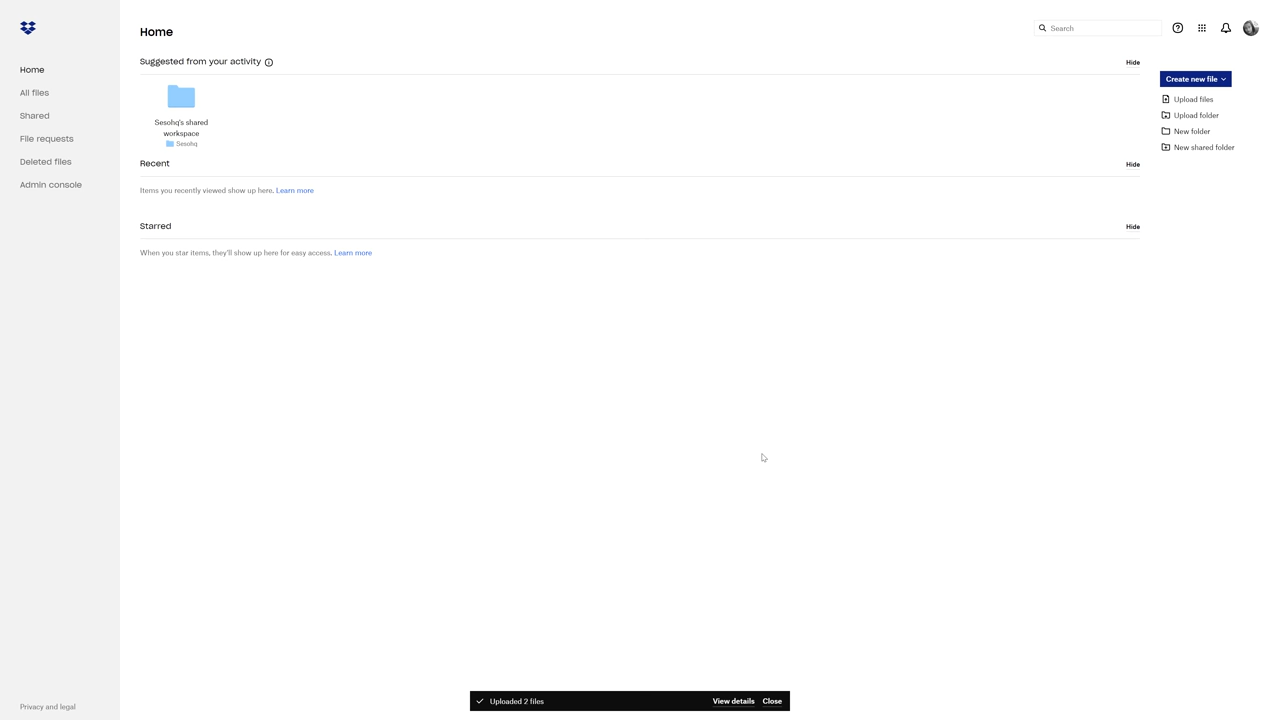 Home
Search
Home
All files
Shared
File requests
Deleted files
Admin console
Suggested from your activity
Hide
Sesohq's shared
workspace
Sesohq
Recent
Hide
Items you recently viewed show up here. Learn more
Starred
Hide
When you star items, they'll show up here for easy access. Learn more
Create new file
Upload files
Upload folder
New folder
New shared folder
Uploaded 2 files View details Close
Privacy and legal